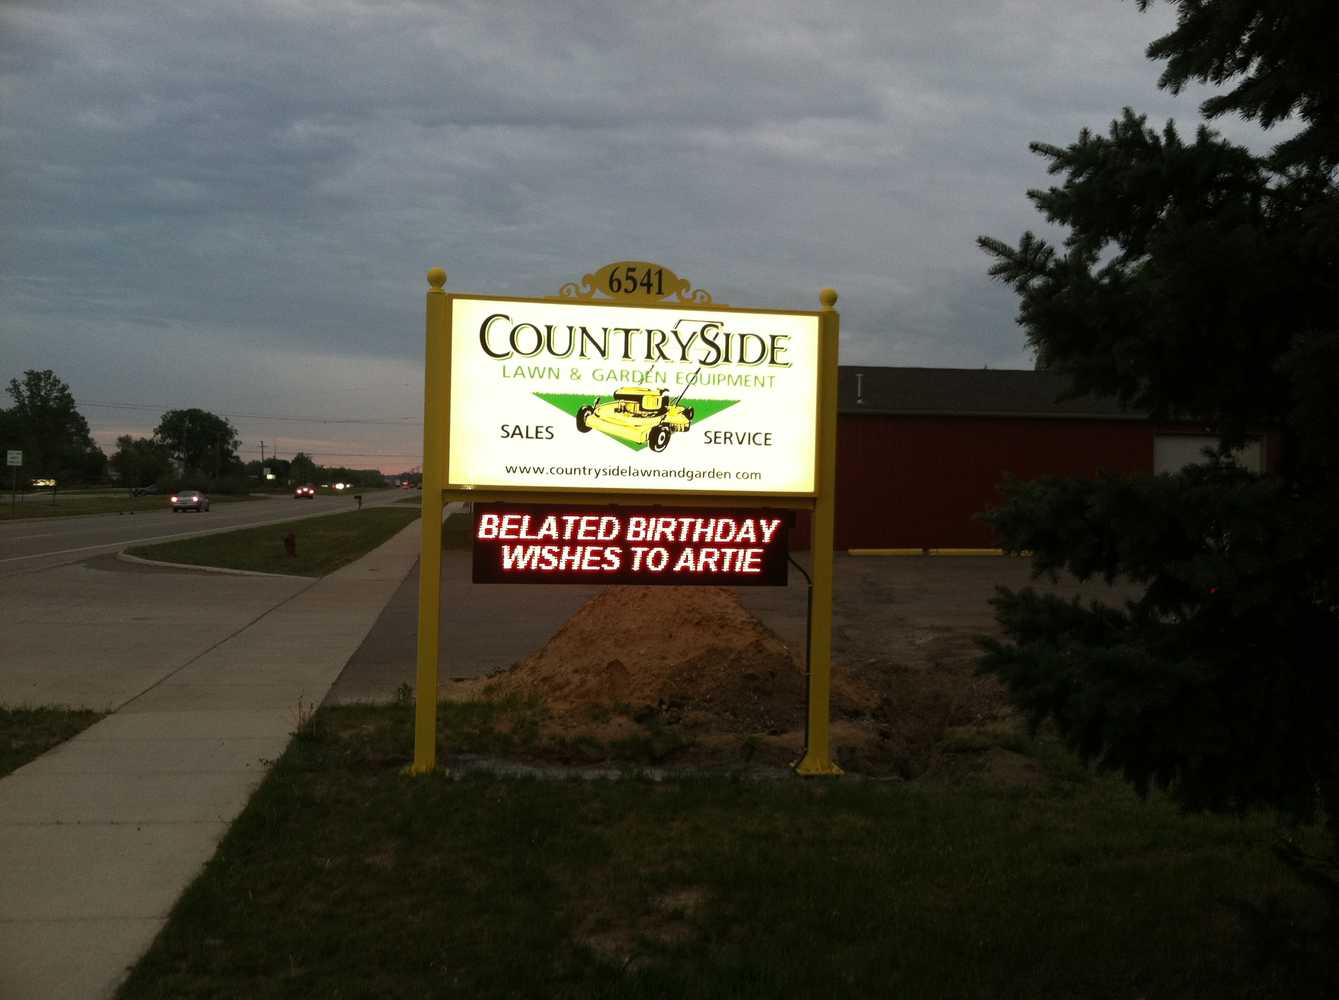 6541
COUNTRYSIDE
LAWN & GARDEN EQUIPMENT
SALES
SERVICE
www.countrysidelawnandgarden.com
BELATED BIRTHDAY
WISHES TO ARTIE